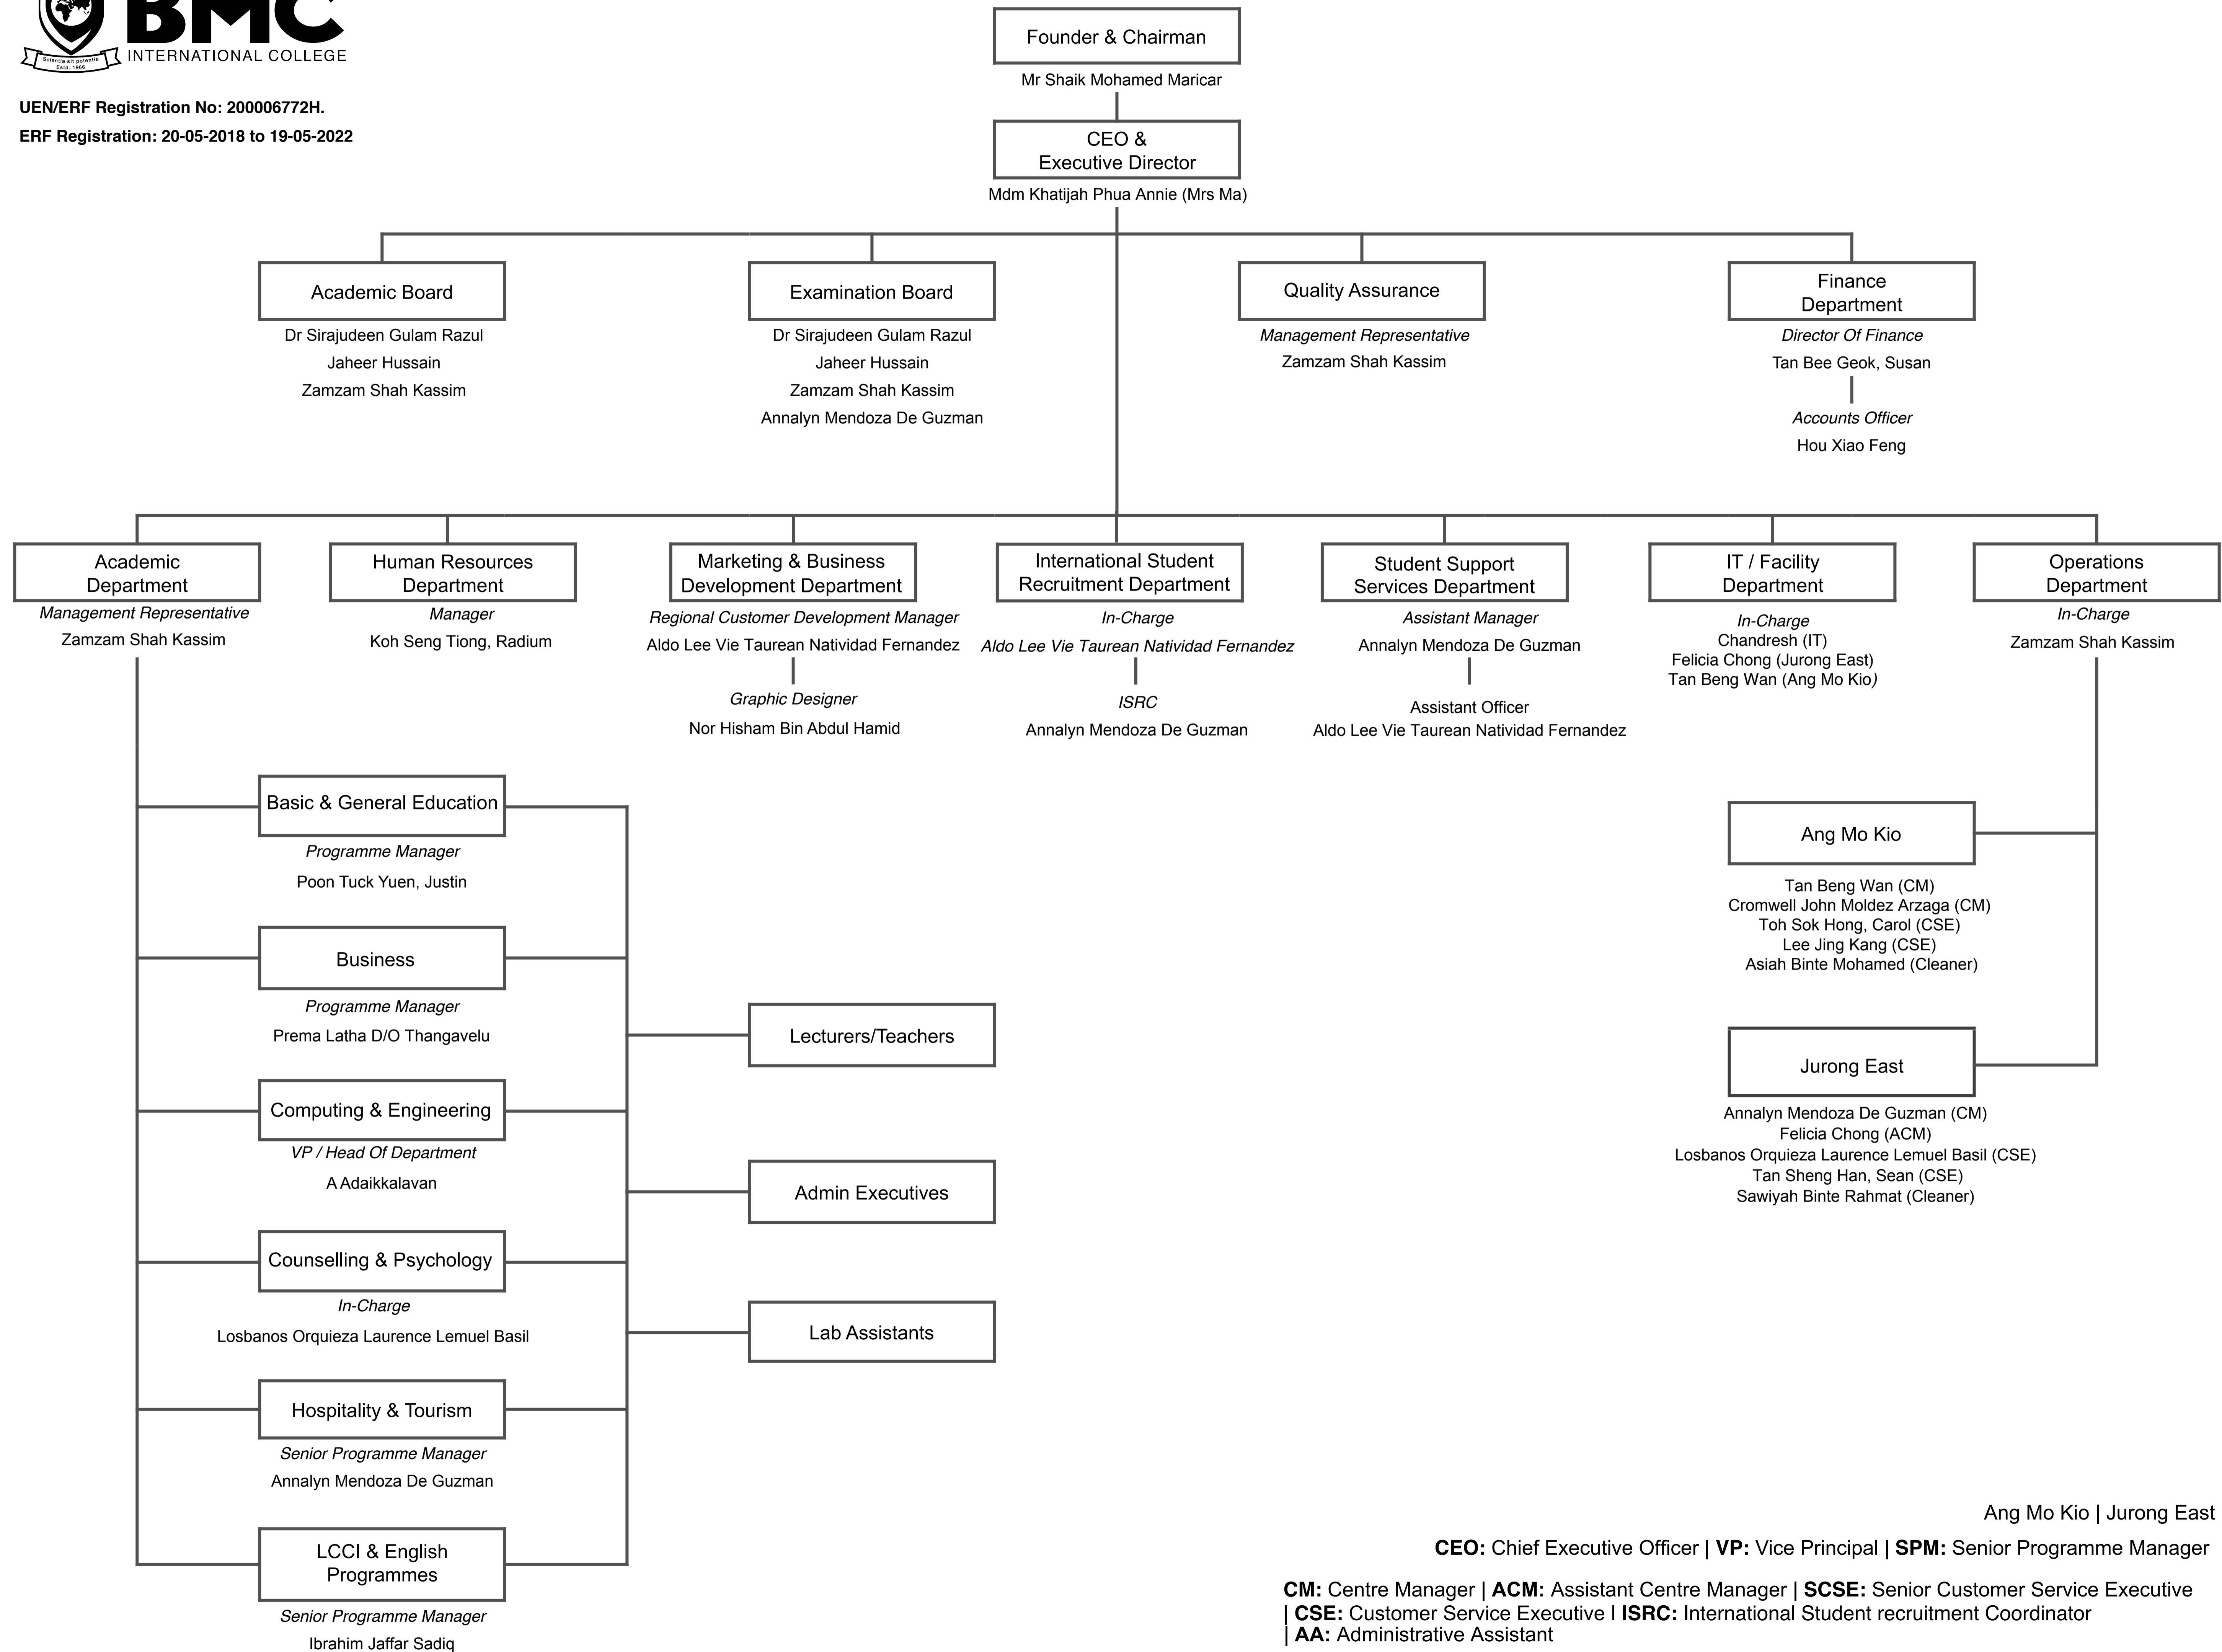 BMC
INTERNATIONAL COLLEGE
Scientia sit potentia
Estd. 1966
UEN/ERF Registration No: 200006772H.
ERF Registration: 20-05-2018 to 19-05-2022
Founder & Chairman
Mr Shaik Mohamed Maricar
CEO &
Executive Director
Mdm Khatijah Phua Annie (Mrs Ma)
Academic Board
Dr Sirajudeen Gulam Razul
Jaheer Hussain
Zamzam Shah Kassim
Examination Board
Dr Sirajudeen Gulam Razul
Jaheer Hussain
Zamzam Shah Kassim
Annalyn Mendoza De Guzman
Quality Assurance
Management Representative
Zamzam Shah Kassim
Finance
Department
Director Of Finance
Tan Bee Geok, Susan
Accounts Officer
Hou Xiao Feng
Academic
Department
Management Representative
Zamzam Shah Kassim
Human Resources
Department
Manager
Koh Seng Tiong, Radium
Marketing & Business
Development Department
Regional Customer Development Manager
Aldo Lee Vie Taurean Natividad Fernandez
Graphic Designer
Nor Hisham Bin Abdul Hamid
International Student
Recruitment Department
In-Charge
Aldo Lee Vie Taurean Natividad Fernandez
ISRC
Annalyn Mendoza De Guzman
Student Support
Services Department
Assistant Manager
Annalyn Mendoza De Guzman
Assistant Officer
Aldo Lee Vie Taurean Natividad Fernandez
IT / Facility
Department
In-Charge
Chandresh (IT)
Felicia Chong (Jurong East)
Tan Beng Wan (Ang Mo Kio)
Operations
Department
In-Charge
Zamzam Shah Kassim
Basic & General Education
Programme Manager
Poon Tuck Yuen, Justin
Business
Programme Manager
Prema Latha D/O Thangavelu
Computing & Engineering
VP / Head Of Department
A Adaikkalavan
Counselling & Psychology
In-Charge
Losbanos Orquieza Laurence Lemuel Basil
Hospitality & Tourism
Senior Programme Manager
Annalyn Mendoza De Guzman
LCCI & English
Programmes
Senior Programme Manager
Ibrahim Jaffar Sadiq
Lecturers/Teachers
Admin Executives
Lab Assistants
Ang Mo Kio
Tan Beng Wan (CM)
Cromwell John Moldez Arzaga (CM)
Toh Sok Hong, Carol (CSE)
Lee Jing Kang (CSE)
Asiah Binte Mohamed (Cleaner)
Jurong East
Annalyn Mendoza De Guzman (CM)
Felicia Chong (ACM)
Losbanos Orquieza Laurence Lemuel Basil (CSE)
Tan Sheng Han, Sean (CSE)
Sawiyah Binte Rahmat (Cleaner)
Ang Mo Kio | Jurong East
CEO: Chief Executive Officer | VP: Vice Principal | SPM: Senior Programme Manager
CM: Centre Manager | ACM: Assistant Centre Manager | SCSE: Senior Customer Service Executive
| CSE: Customer Service Executive l ISRC: International Student recruitment Coordinator
| AA: Administrative Assistant